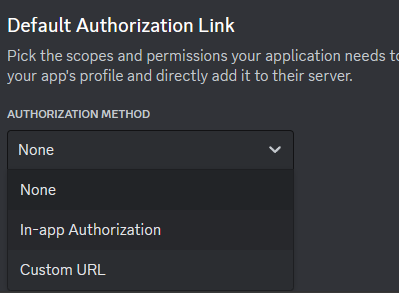 Default Authorization Link
Pick the scopes and permissions your application needs to
your app's profile and directly add it to their server.
AUTHORIZATION METHOD
None
None
In-app Authorization
Custom URL